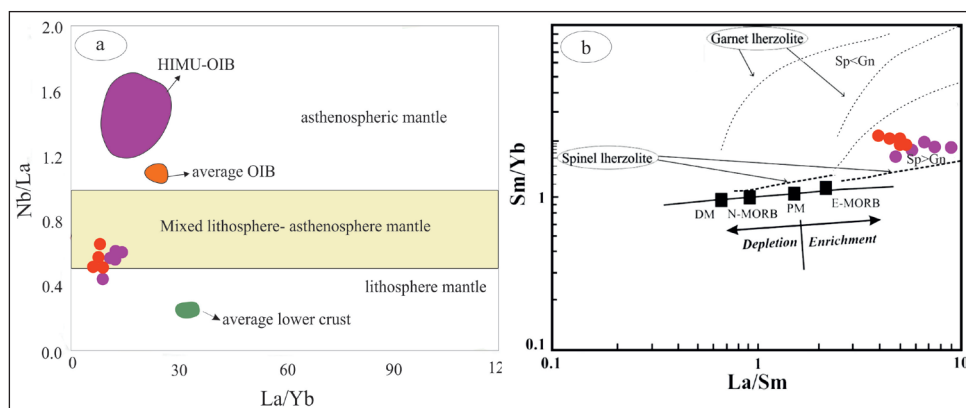 a
HIMU-OIB
asthenospheric mantle
average OIB
Mixed lithosphere- asthenosphere mantle
lithosphere mantle
average lower crust
Nb/La
2.0
1.6
1.2
0.8
0.4
0.0
0
30
60
90
12
La/Yb
b
Garnet lherzolite
Sp<Gn
Sp>Gn
Spinel lherzolite
DM
N-MORB
PM
E-MORB
Depletion
Enrichment
Sm/Yb
1
0.1
0.1
1
10
La/Sm